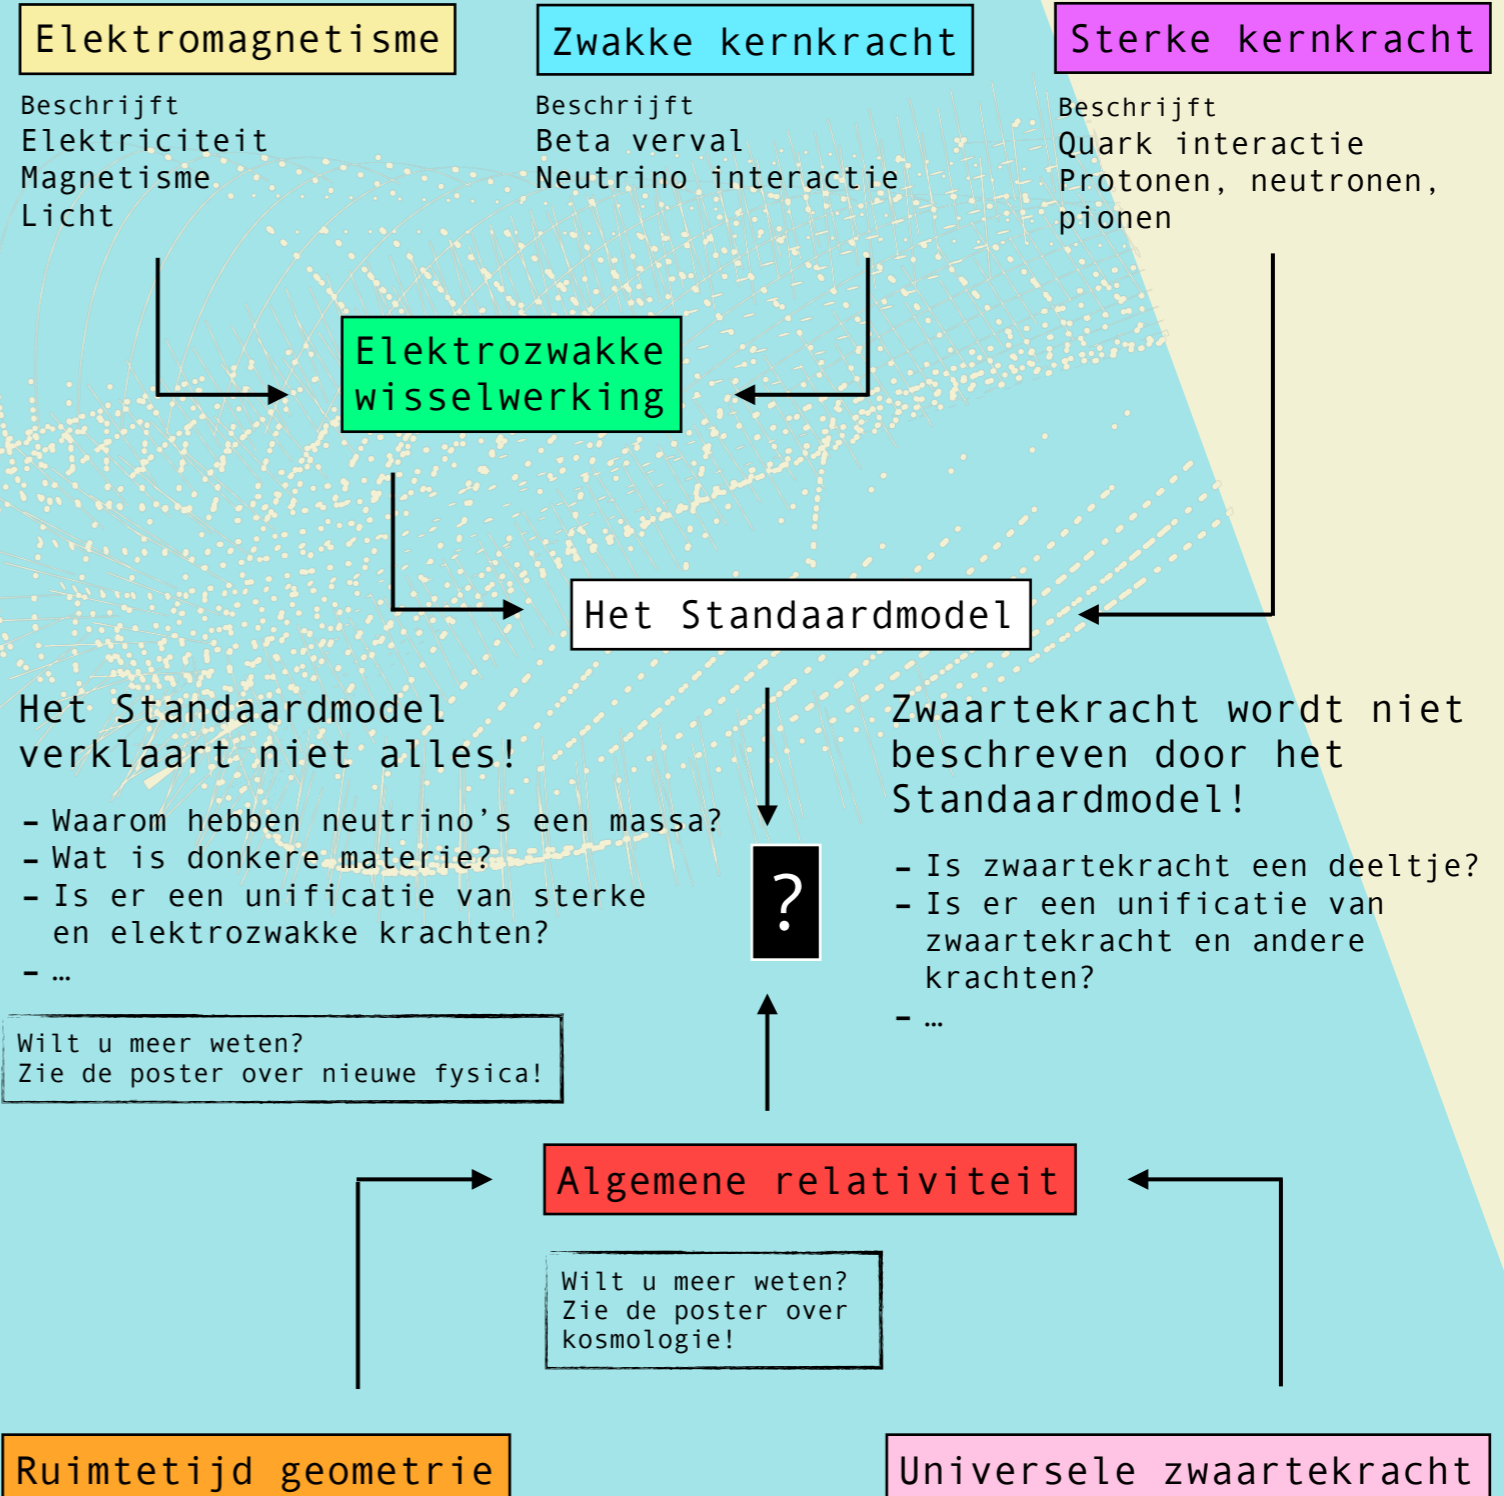 Elektromagnetisme
Beschrijft
Elektriciteit
Magnetisme
Licht
Zwakke kernkracht
Beschrijft
Beta verval
Neutrino interactie
Sterke kernkracht
Beschrijft
Quark interactie
Protonen, neutronen,
pionen
Elektrozwakke
wisselwerking
Het Standaardmodel
Het Standaardmodel
verklaart niet alles!
– Waarom hebben neutrino’s een massa?
– Wat is donkere materie?
– Is er een unificatie van sterke
en elektrozwakke krachten?
– …
Wilt u meer weten?
Zie de poster over nieuwe fysica!
?
Zwaartekracht wordt niet
beschreven door het
Standaardmodel!
– Is zwaartekracht een deeltje?
– Is er een unificatie van
zwaartekracht en andere
krachten?
– …
Algemene relativiteit
Wilt u meer weten?
Zie de poster over
kosmologie!
Ruimtetijd geometrie
Universele zwaartekracht